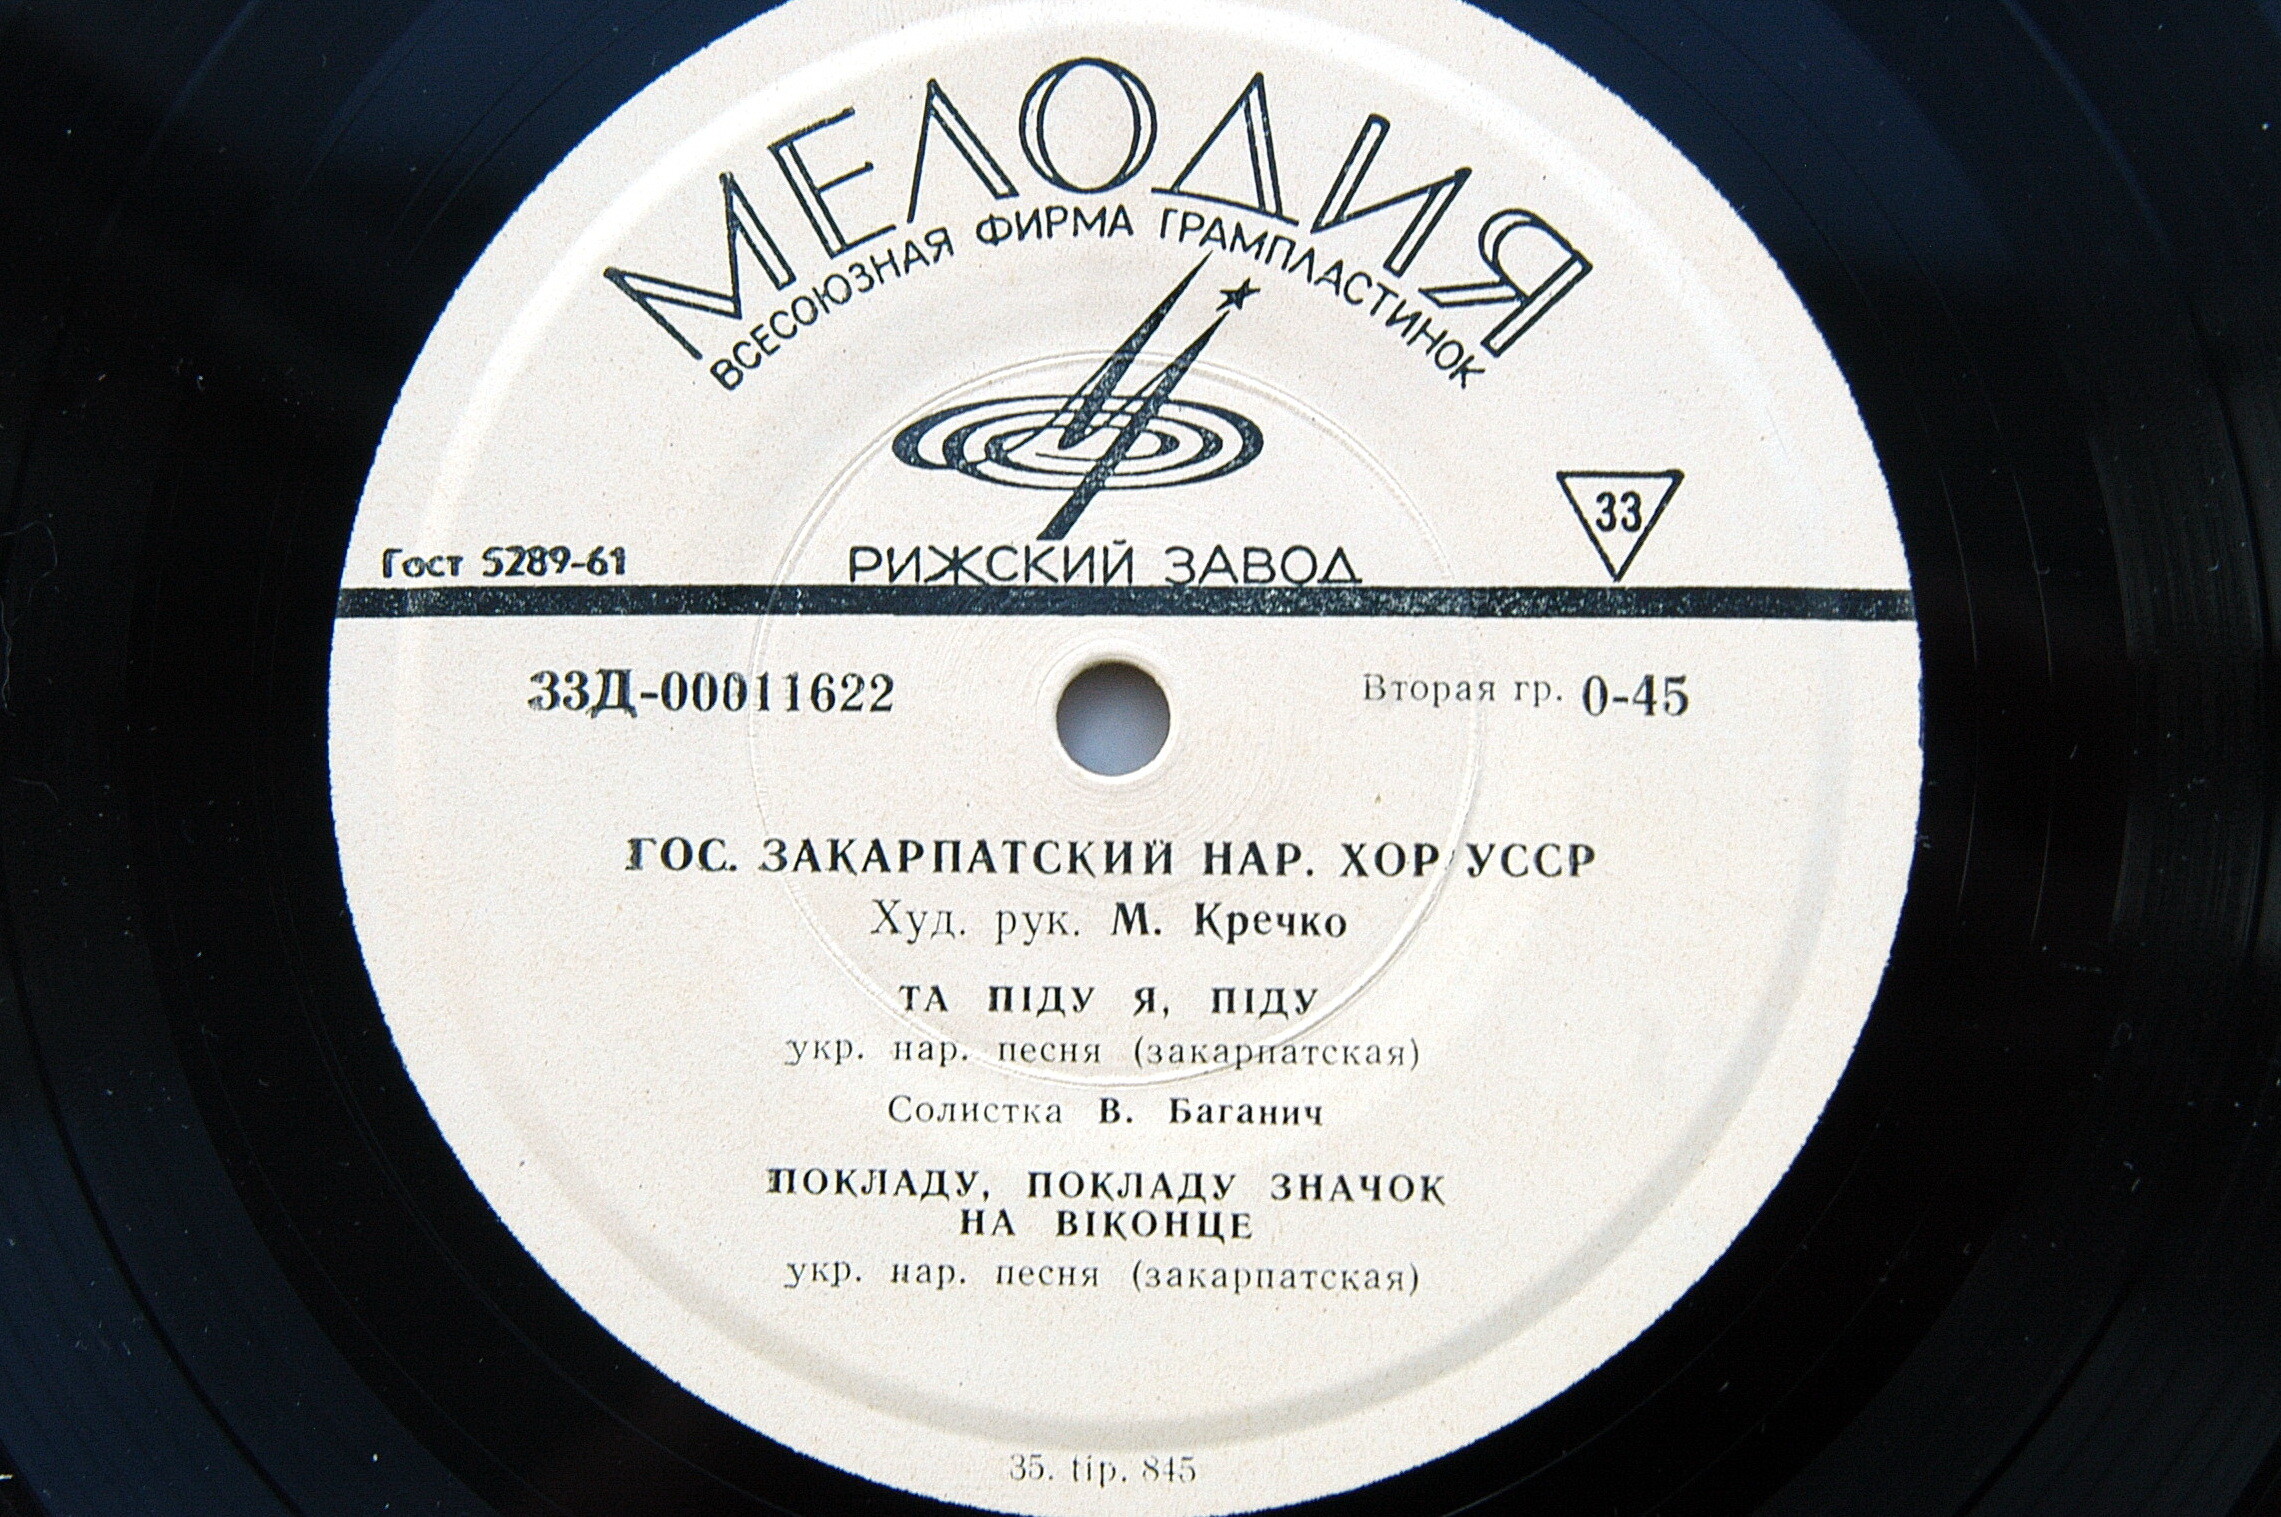 МЕЛОДИЯ
ВСЕСОЮЗНАЯ ФИРМА ГРАМПЛАСТИНОК
33
Гост 5289-61
РИЖСКИЙ ЗАВОД
33Д-00011622
Вторая гр. 0-45
ГОС. ЗАКАРПАТСКИЙ НАР. ХОР УССР
Худ. рук. М. Кречко
ТА ПІДУ Я, ПІДУ
укр. нар. песня (закарпатская)
Солистка В. Баганич
ПОКЛАДУ, ПОКЛАДУ ЗНАЧОК
НА ВІКОНЦЕ
укр. нар. песня (закарпатская)
35. tip. 845